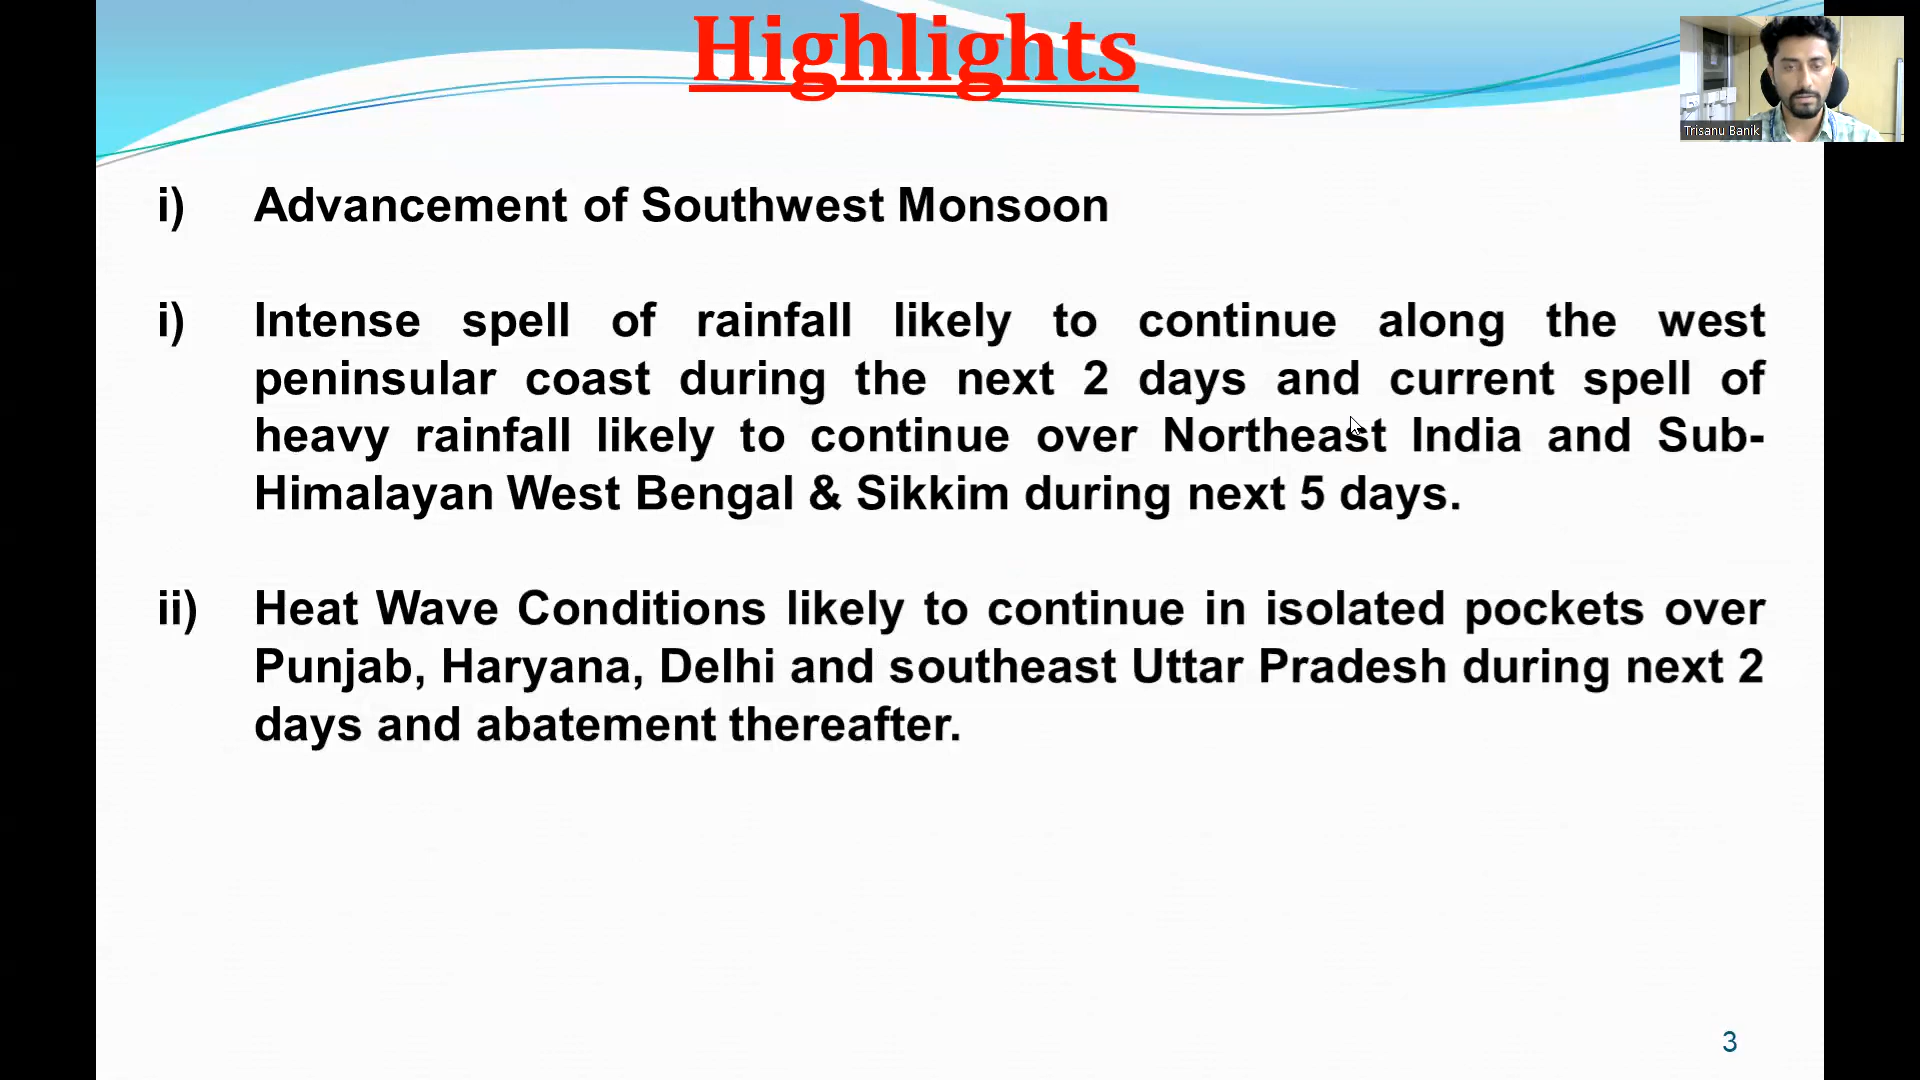 Highlights
Trisanu Banik
i) Advancement of Southwest Monsoon
i) Intense spell of rainfall likely to continue along the west
peninsular coast during the next 2 days and current spell of
heavy rainfall likely to continue over Northeast India and Sub-
Himalayan West Bengal & Sikkim during next 5 days.
ii) Heat Wave Conditions likely to continue in isolated pockets over
Punjab, Haryana, Delhi and southeast Uttar Pradesh during next 2
days and abatement thereafter.
3